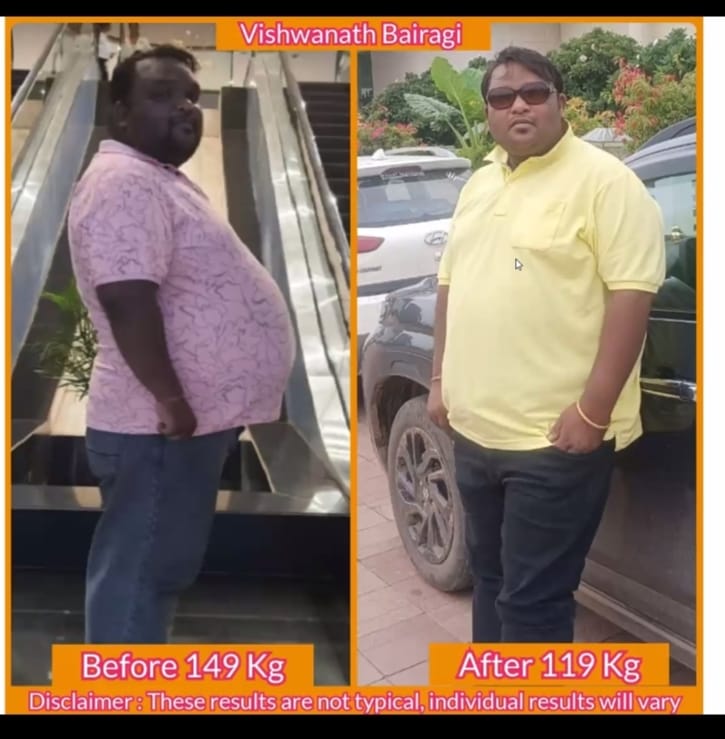 Vishwanath Bairagi
Before 149 Kg
After 119 Kg
Disclaimer : These results are not typical, individual results will vary